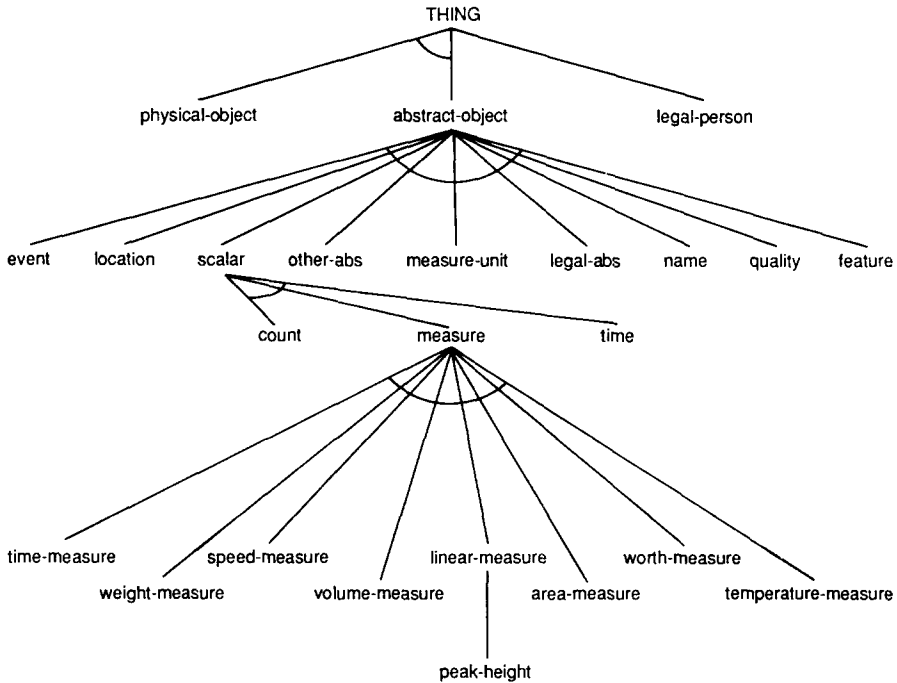 THING
physical-object abstract-object legal-person
event location scalar other-abs measure-unit legal-abs name quality feature
count measure time
time-measure speed-measure linear-measure worth-measure
weight-measure volume-measure area-measure temperature-measure
peak-height